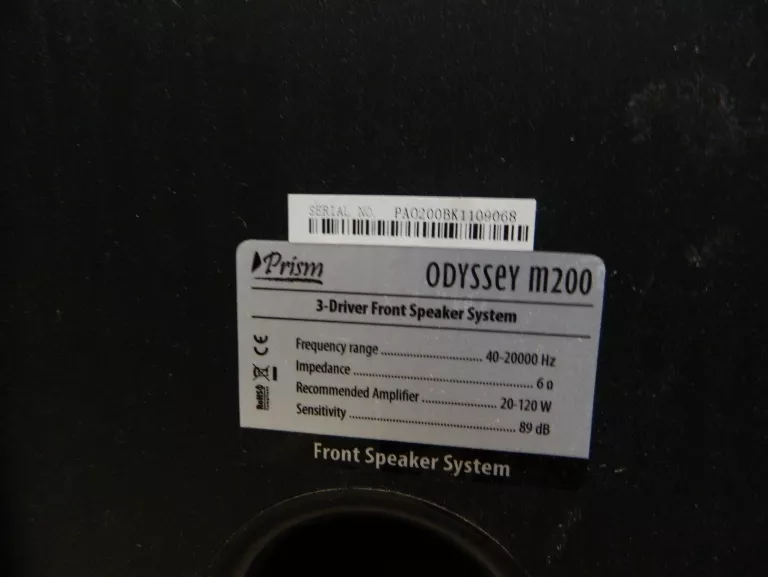 SERIAL NO. PA0200BK1109068
Prism
ODYSSEY m200
3-Driver Front Speaker System
Frequency range ........................... 40-20000 Hz
Impedance ................................................ 6 Ω
Recommended Amplifier .................... 20-120 W
Sensitivity ............................................ 89 dB
CE
RoHS
Front Speaker System